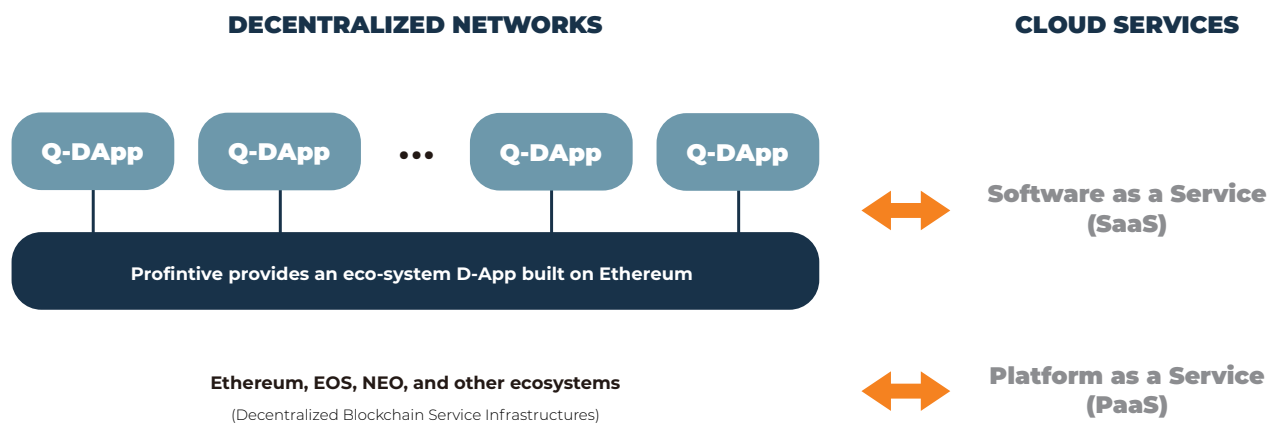 DECENTRALIZED NETWORKS
CLOUD SERVICES
Q-DApp
Q-DApp
...
Q-DApp
Q-DApp
Software as a Service
(SaaS)
Profintive provides an eco-system D-App built on Ethereum
Ethereum, EOS, NEO, and other ecosystems
(Decentralized Blockchain Service Infrastructures)
Platform as a Service
(PaaS)